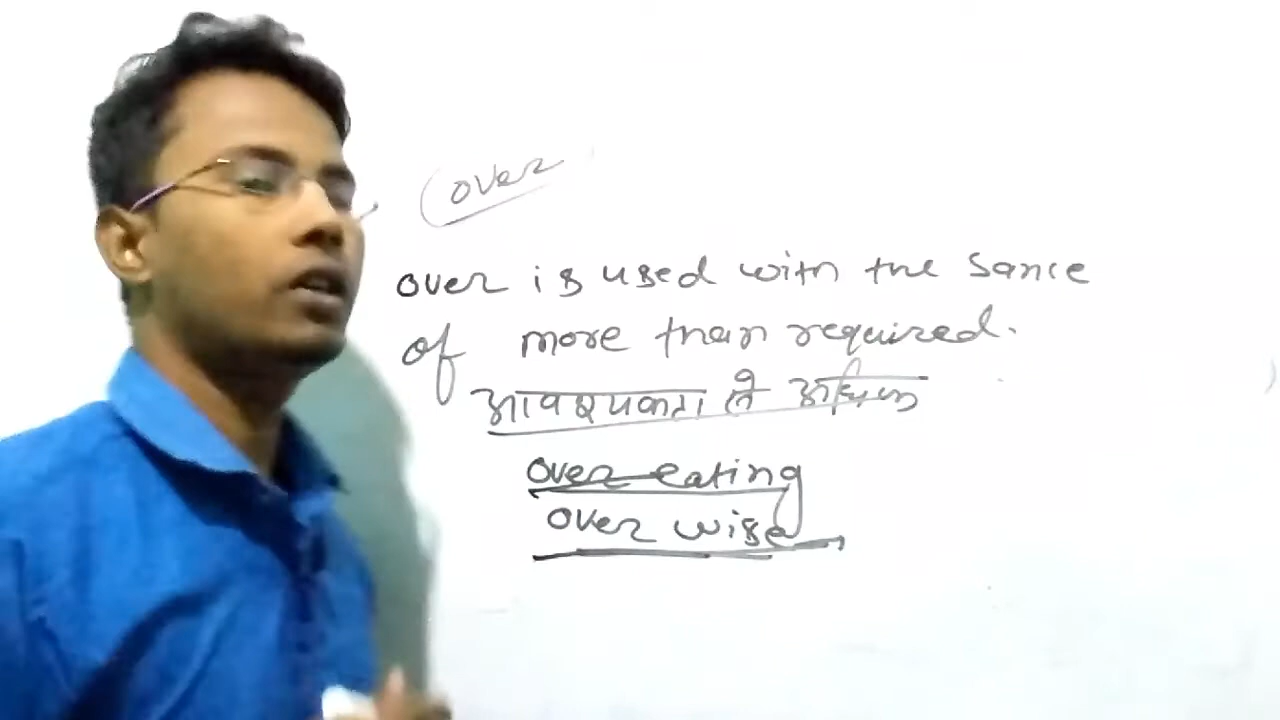 over
over is used with the sance
of more than required.
आवश्यकता से अधिक
over eating
over wise